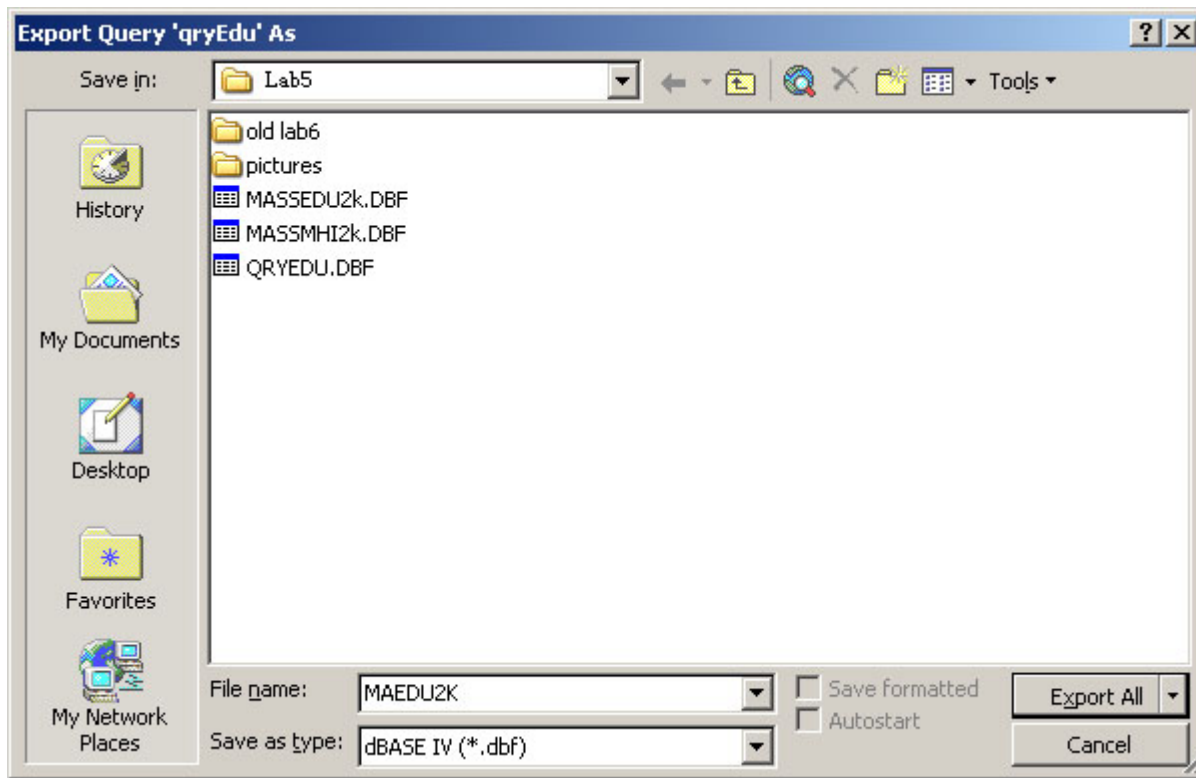 Export Query 'qryEdu' As
Save in:
Lab5
Tools
History
My Documents
Desktop
Favorites
My Network
Places
old lab6
pictures
MASSEDU2k.DBF
MASSMHI2k.DBF
QRYEDU.DBF
File name:
MAEDU2K
Save formatted
Export All
Autostart
Save as type:
dBASE IV (*.dbf)
Cancel